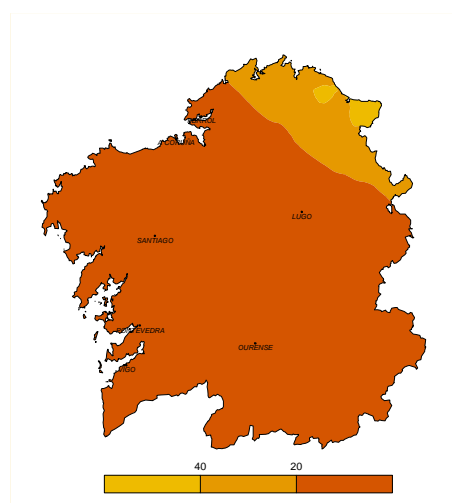 FERROL
A CORUÑA
LUGO
SANTIAGO
PONTEVEDRA
OURENSE
VIGO
40 20